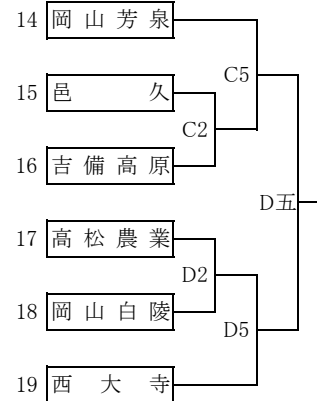 14 岡山芳泉
C5
15 邑久
C2
16 吉備高原
D五
17 高松農業
D2
18 岡山白陵
D5
19 西大寺